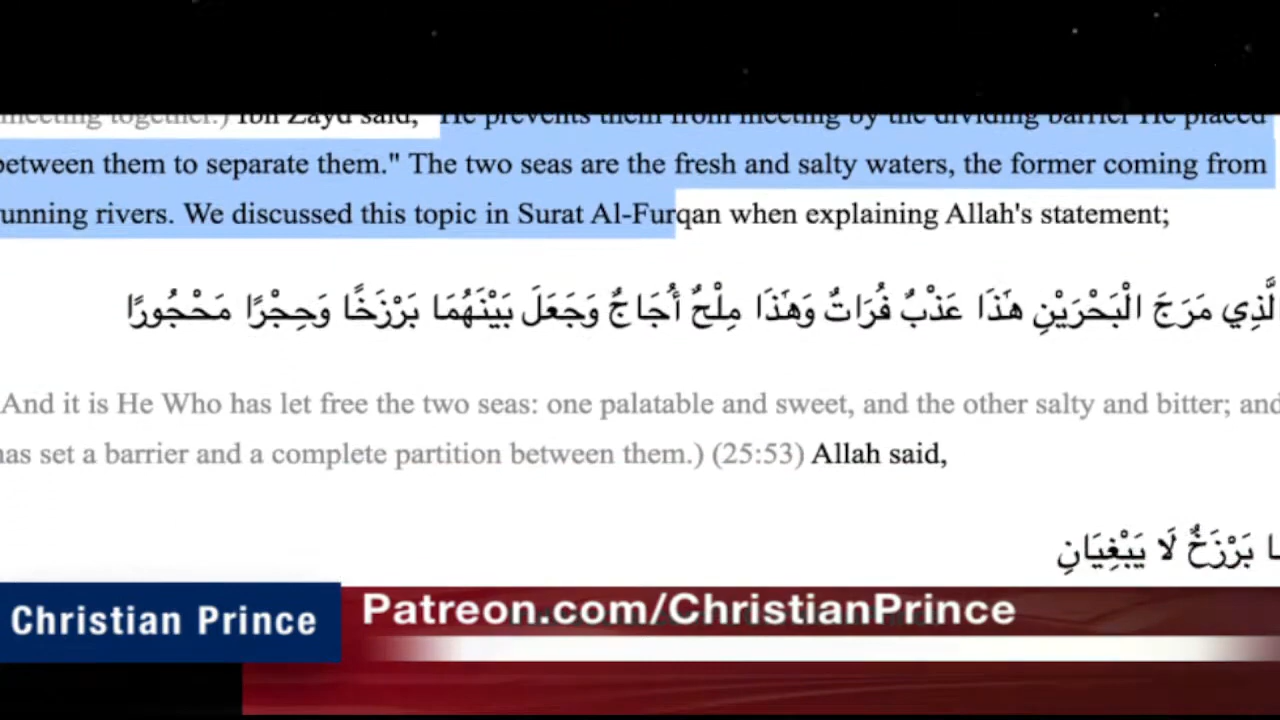 meeting together.) Ibn Zayd said, "He prevents them from meeting by the dividing barrier He placed
between them to separate them." The two seas are the fresh and salty waters, the former coming from
unning rivers. We discussed this topic in Surat Al-Furqan when explaining Allah's statement;
لَّذِي مَرَجَ الْبَحْرَيْنِ هَٰذَا عَذْبٌ فُرَاتٌ وَهَٰذَا مِلْحٌ أُجَاجٌ وَجَعَلَ بَيْنَهُمَا بَرْزَخًا وَحِجْرًا مَحْجُورًا
And it is He Who has let free the two seas: one palatable and sweet, and the other salty and bitter; and
has set a barrier and a complete partition between them.) (25:53) Allah said,
ا بَرْزَخٌ لَا يَبْغِيَانِ
Christian Prince
Patreon.com/ChristianPrince